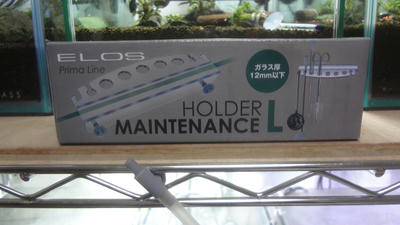 ELOS
Prima Line
ガラス厚
12mm以下
HOLDER
MAINTENANCE L